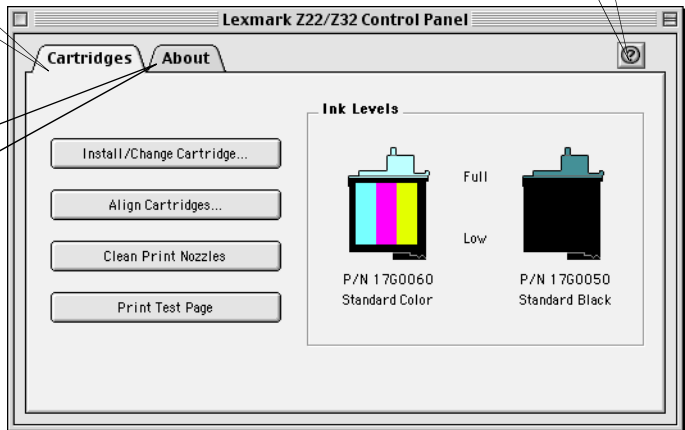 Lexmark Z22/Z32 Control Panel
Cartridges
About
?
Ink Levels
Install/Change Cartridge...
Align Cartridges...
Clean Print Nozzles
Print Test Page
Full
Low
P/N 17G0060
Standard Color
P/N 17G0050
Standard Black